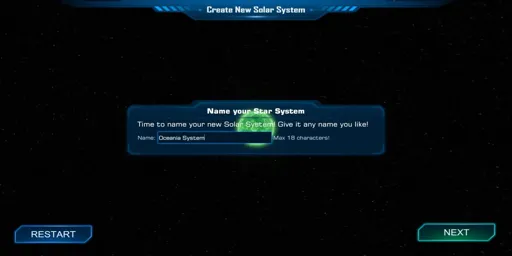 Create New Solar System
Name your Star System
Time to name your new Solar System! Give it any name you like!
Name: Oceania System Max 18 characters!
RESTART
NEXT